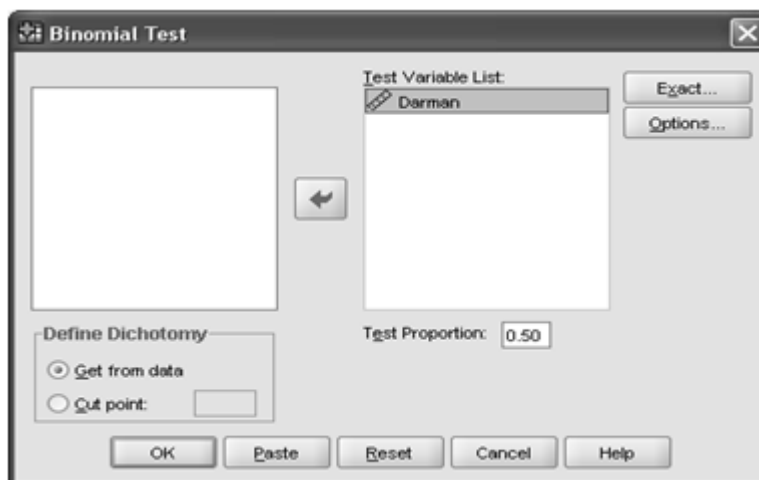 Binomial Test
Test Variable List:
Darman
Exact...
Options...
Define Dichotomy
Get from data
Cut point:
Test Proportion: 0.50
OK Paste Reset Cancel Help